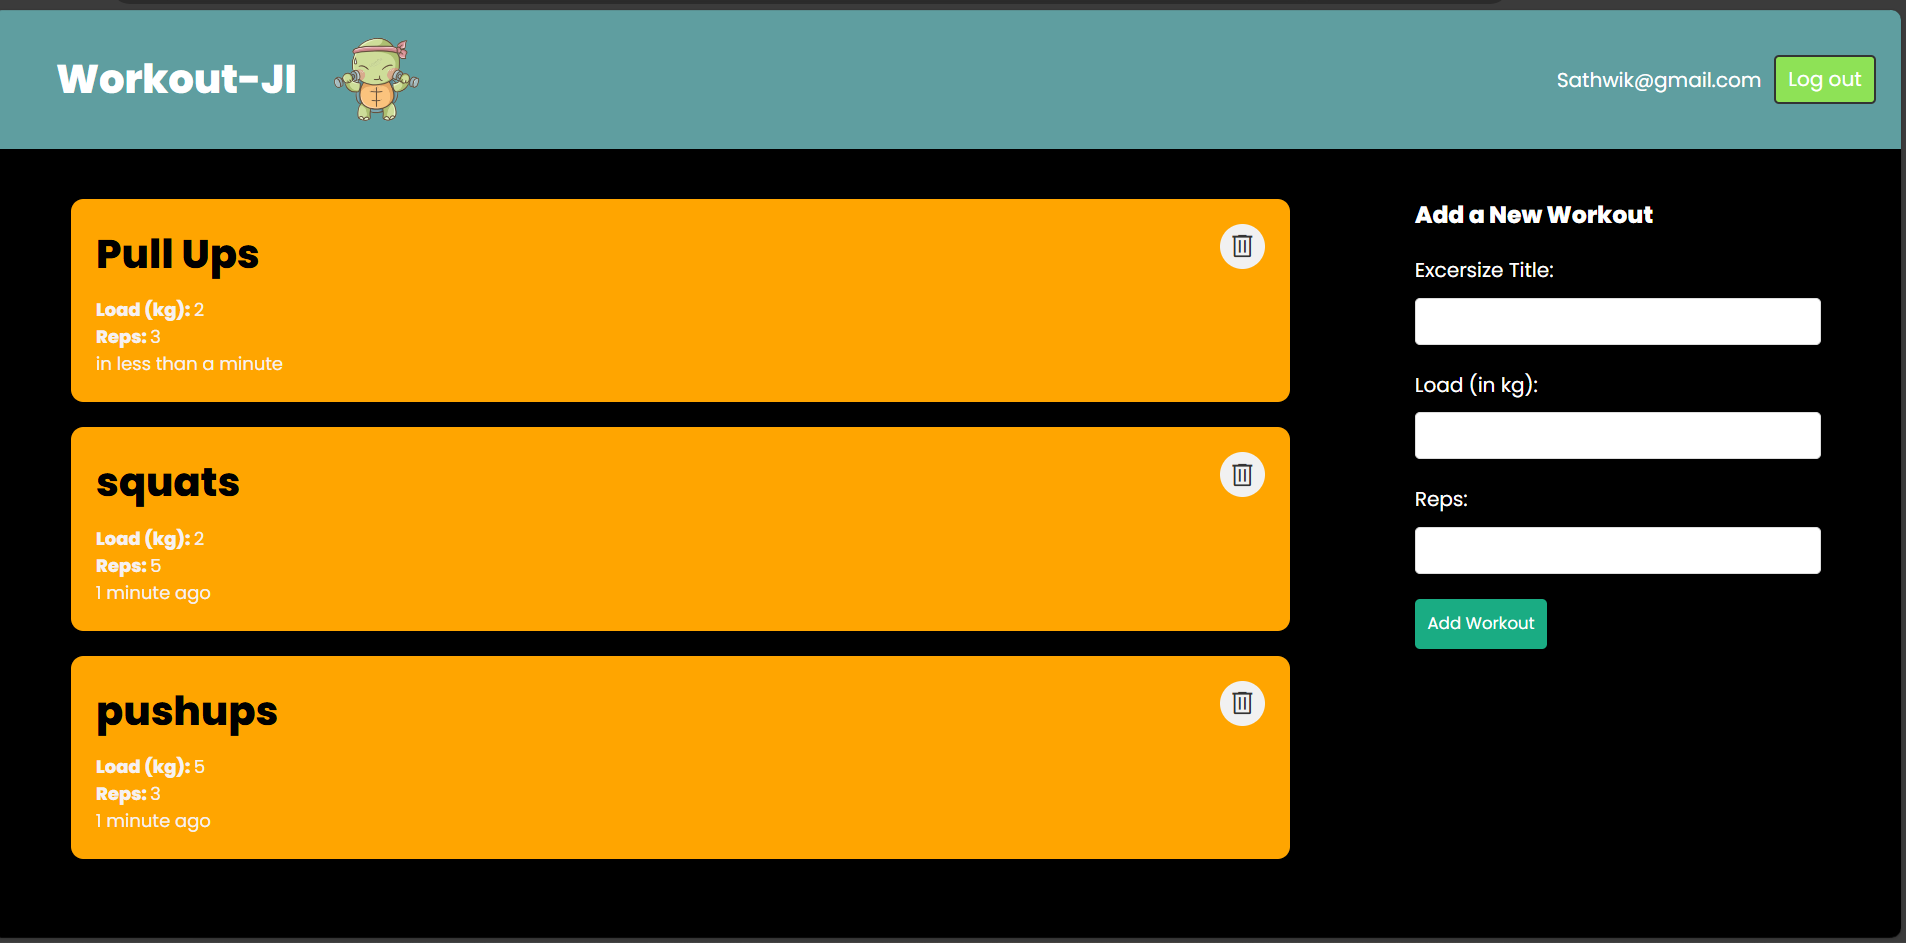 Workout-JI
Sathwik@gmail.com
Log out
Pull Ups
Load (kg): 2
Reps: 3
in less than a minute
squats
Load (kg): 2
Reps: 5
1 minute ago
pushups
Load (kg): 5
Reps: 3
1 minute ago
Add a New Workout
Excersize Title:
Load (in kg):
Reps:
Add Workout